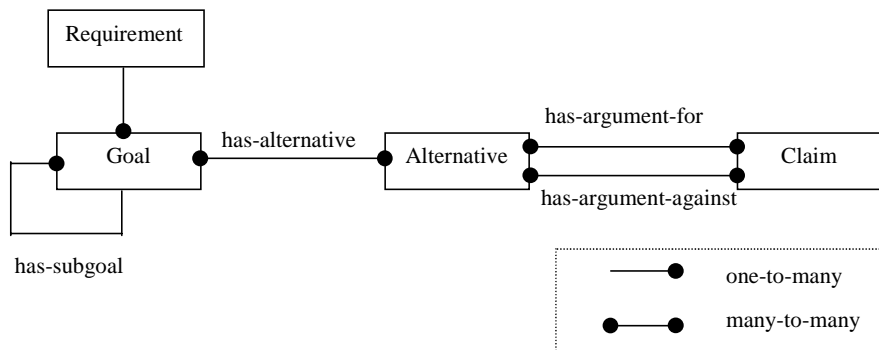 Requirement
Goal
has-alternative
Alternative
has-argument-for
Claim
has-argument-against
has-subgoal
one-to-many
many-to-many